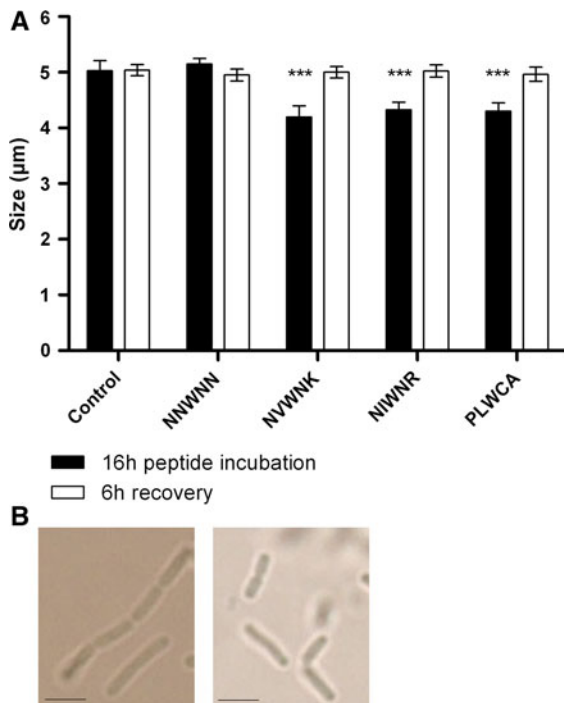 A
Size (µm)
6
5
4
3
2
1
0
*** *** ***
Control NNWNN NVWNK NIWNR PLWCA
16h peptide incubation
6h recovery
B